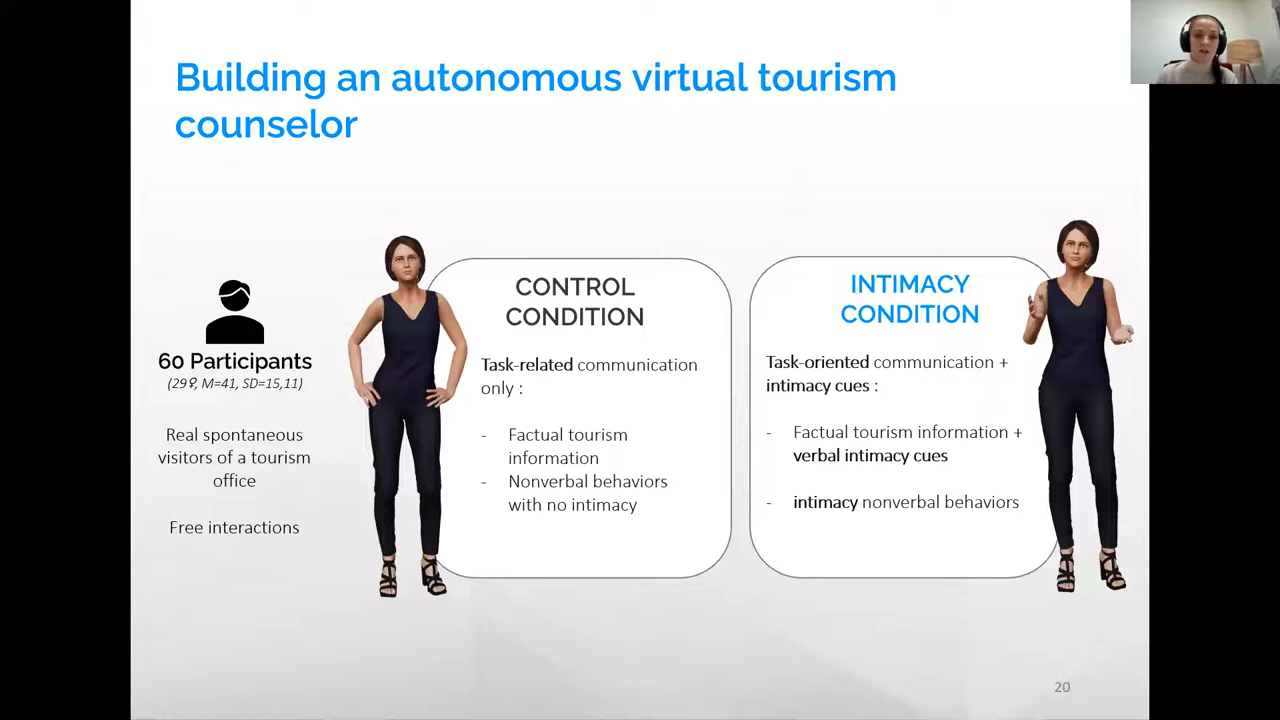 Building an autonomous virtual tourism
counselor
60 Participants
(29♀, M=41, SD=15,11)
Real spontaneous
visitors of a tourism
office
Free interactions
CONTROL
CONDITION
Task-related communication
only :
- Factual tourism
information
- Nonverbal behaviors
with no intimacy
INTIMACY
CONDITION
Task-oriented communication +
intimacy cues :
- Factual tourism information +
verbal intimacy cues
- intimacy nonverbal behaviors
20